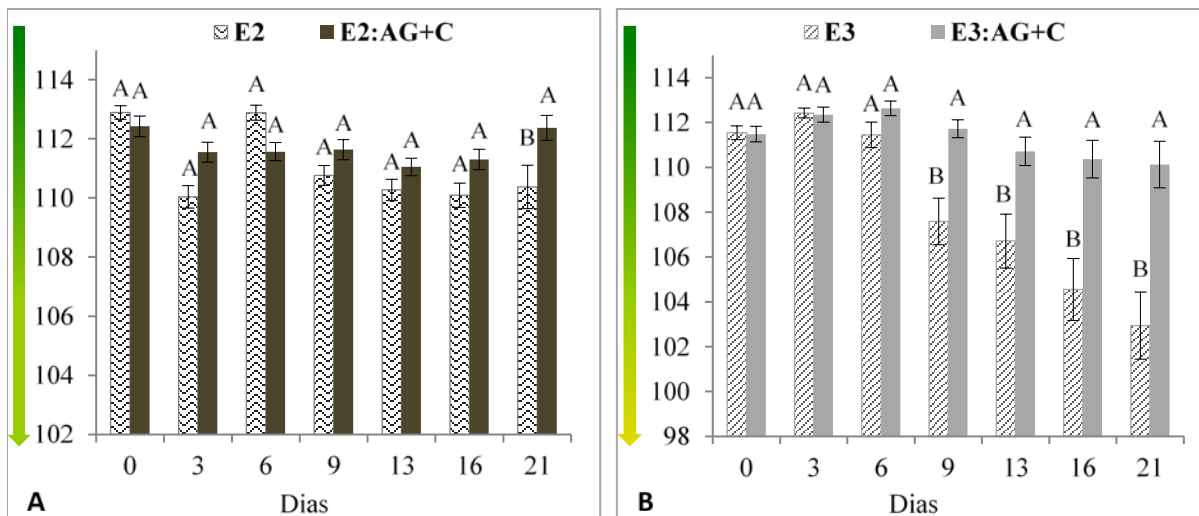 E2 E2:AG+C
114
112
110
108
106
104
102
A A A A A A A A A A A A B A
0 3 6 9 13 16 21
Dias
A
E3 E3:AG+C
114
112
110
108
106
104
102
100
98
A A A A A A B A B A B A B A
0 3 6 9 13 16 21
Dias
B